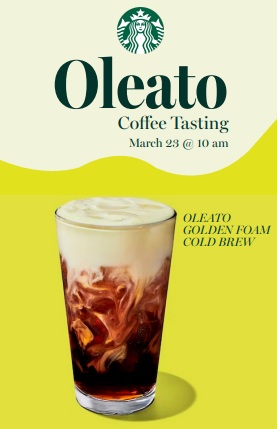 Oleato
Coffee Tasting
March 23 @ 10 am
OLEATO
GOLDEN FOAM
COLD BREW